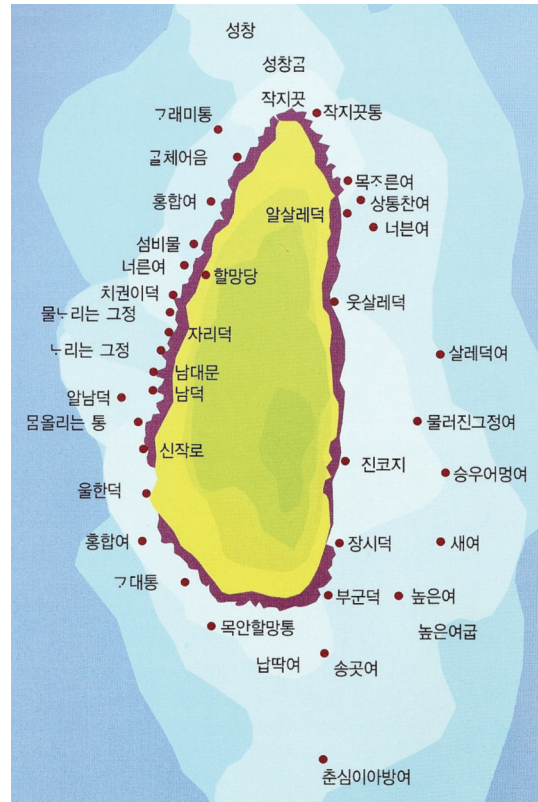 성창
성창곰
작지끗
ᄀᆞ래미통
작지끗통
골체어음
목ᄌᆞ른여
홍합여
상통찬여
알살레덕
너븐여
섬비물
너른여
할망당
치권이덕
웃살레덕
물ᄂᆞ리는 그정
자리덕
ᄂᆞ리는 그정
살레덕여
남대문
남덕
알남덕
몸올리는 통
물러진그정여
신작로
진코지
승우어멍여
울한덕
홍합여
장시덕
새여
ᄀᆞ대통
부군덕
높은여
목안할망통
높은여굽
납딱여
송곳여
춘심이아방여